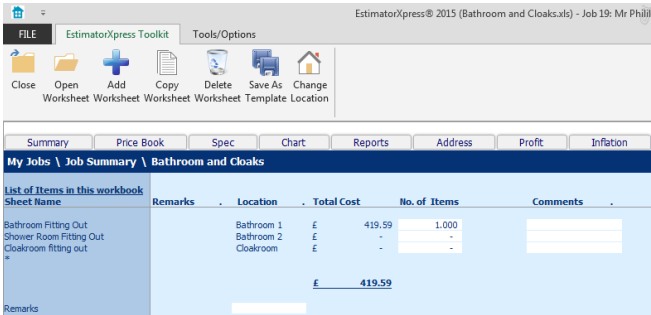 EstimatorXpress® 2015 (Bathroom and Cloaks.xls) - Job 19: Mr
FILE EstimatorXpress Toolkit Tools/Options
Close Open Add Copy Delete Save As Change
Worksheet Worksheet Worksheet Worksheet Template Location
Summary Price Book Spec Chart Reports Address Profit Inflation
My Jobs \ Job Summary \ Bathroom and Cloaks
List of Items in this workbook
Sheet Name Remarks . Location . Total Cost No. of Items Comments .
Bathroom Fitting Out Bathroom 1 £ 419.59 1.000
Shower Room Fitting Out Bathroom 2 £ - -
Cloakroom fitting out Cloakroom £ - -
*
£ 419.59
Remarks